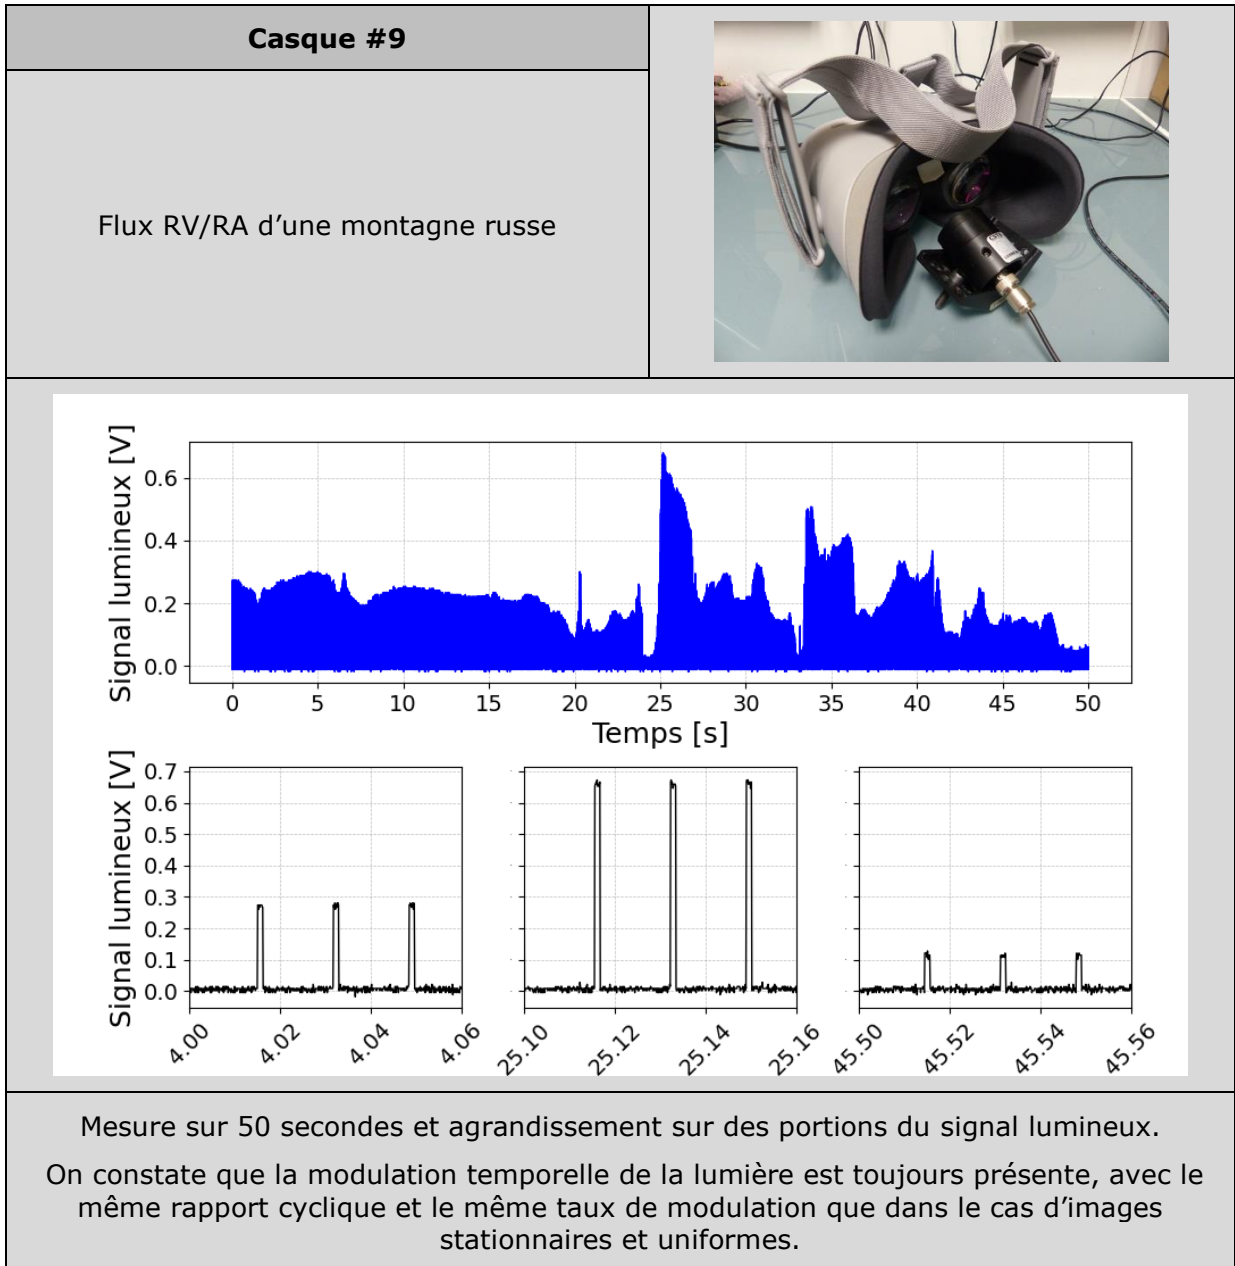 Casque #9
Flux RV/RA d’une montagne russe
Signal lumineux [V]
0.6
0.4
0.2
0.0
0 5 10 15 20 25 30 35 40 45 50
Temps [s]
Signal lumineux [V]
0.7
0.6
0.5
0.4
0.3
0.2
0.1
0.0
4.00 4.02 4.04 4.06 25.10 25.12 25.14 25.16 45.50 45.52 45.54 45.56
Mesure sur 50 secondes et agrandissement sur des portions du signal lumineux.
On constate que la modulation temporelle de la lumière est toujours présente, avec le
même rapport cyclique et le même taux de modulation que dans le cas d’images
stationnaires et uniformes.